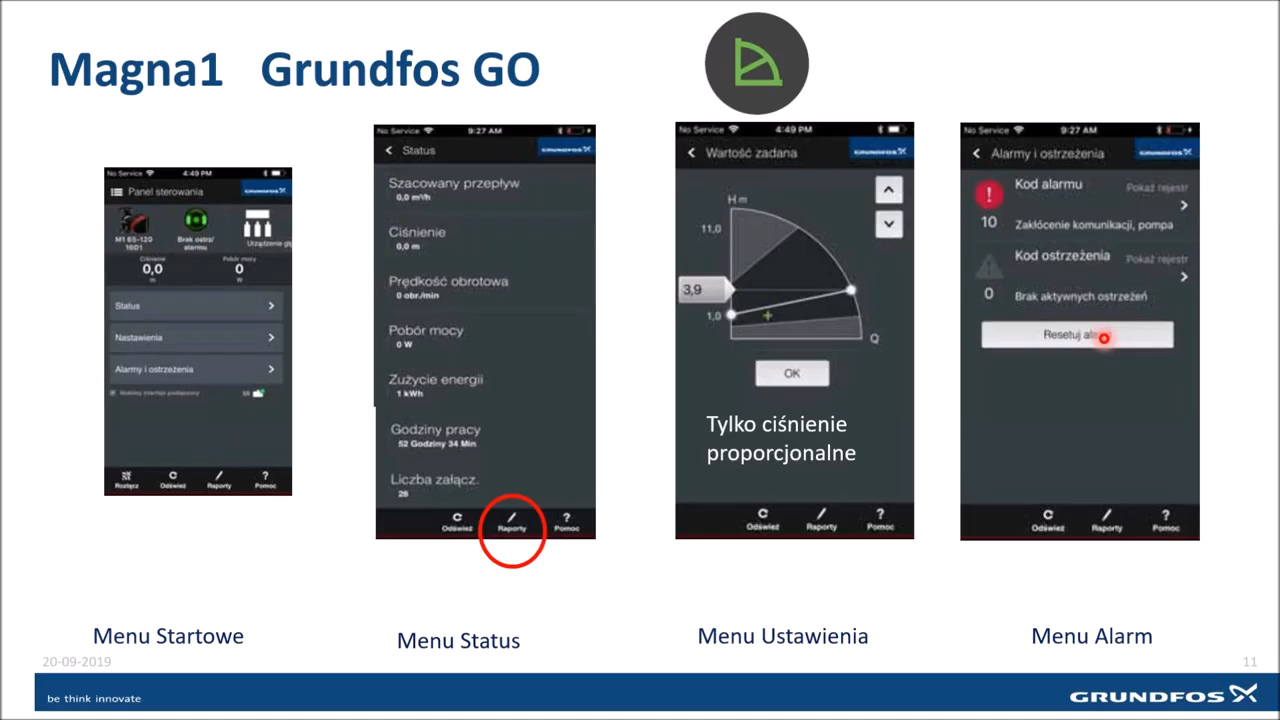 Magna1 Grundfos GO
No Service 4:49 PM
Panel sterowania
GRUNDFOS
M1 65-120
16D1
Brak ostrz/
alarmu
Ciśnienie
0,0
m
Pobór mocy
0
W
Status
Nastawienia
Alarmy i ostrzeżenia
Rozłącz
Odśwież
Raporty
Pomoc
Menu Startowe
No Service 9:27 AM
Status
GRUNDFOS
Szacowany przepływ
0,0 m³/h
Ciśnienie
0,0 m
Prędkość obrotowa
0 obr./min
Pobór mocy
0 W
Zużycie energii
1 kWh
Godziny pracy
52 Godziny 34 Min
Liczba załącz.
28
Odśwież
Raporty
Pomoc
Menu Status
No Service 4:49 PM
Wartość zadana
GRUNDFOS
H m
11,0
3,9
1,0
Q
OK
Tylko ciśnienie
proporcjonalne
Odśwież
Raporty
Pomoc
Menu Ustawienia
No Service 9:27 AM
Alarmy i ostrzeżenia
GRUNDFOS
Kod alarmu Pokaż rejestr
10 Zakłócenie komunikacji, pompa
Kod ostrzeżenia Pokaż rejestr
0 Brak aktywnych ostrzeżeń
Resetuj
Odśwież
Raporty
Pomoc
Menu Alarm
20-09-2019
11
be think innovate
GRUNDFOS